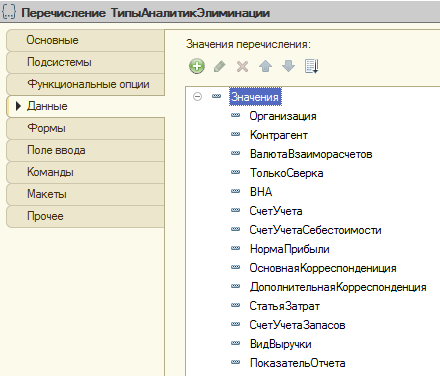 Перечисление ТипыАналитикЭлиминации
Основные
Подсистемы
Функциональные опции
Данные
Формы
Поле ввода
Команды
Макеты
Прочее
Значения перечисления:
Значения
Организация
Контрагент
ВалютаВзаиморасчетов
ТолькоСверка
ВНА
СчетУчета
СчетУчетаСебестоимости
НормаПрибыли
ОсновнаяКорреспондениция
ДополнительнаяКорреспонденция
СтатьяЗатрат
СчетУчетаЗапасов
ВидВыручки
ПоказательОтчета